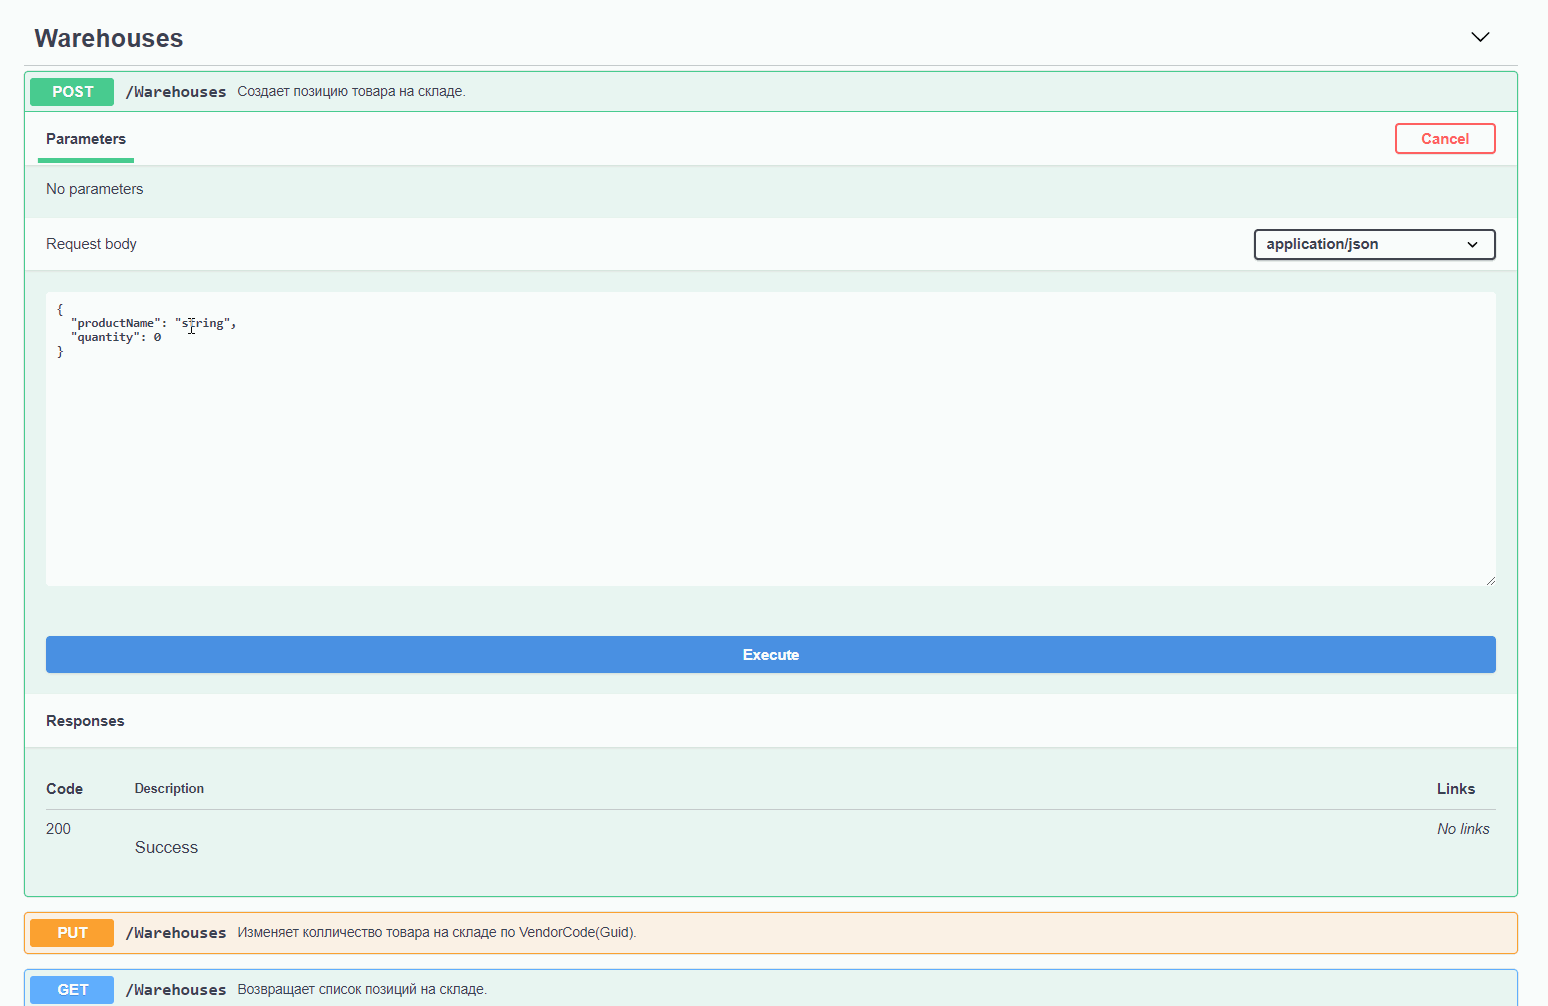 Warehouses
POST /Warehouses Создает позицию товара на складе.
Parameters Cancel
No parameters
Request body application/json
{
"productName": "string",
"quantity": 0
}
Execute
Responses
Code Description Links
200 Success No links
PUT /Warehouses Изменяет колличество товара на складе по VendorCode(Guid).
GET /Warehouses Возвращает список позиций на складе.